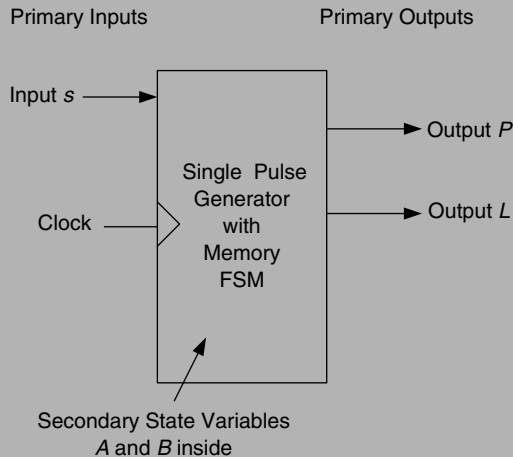 Primary Inputs
Primary Outputs
Input s
Output P
Single Pulse
Generator
with
Memory
FSM
Output L
Clock
Secondary State Variables
A and B inside